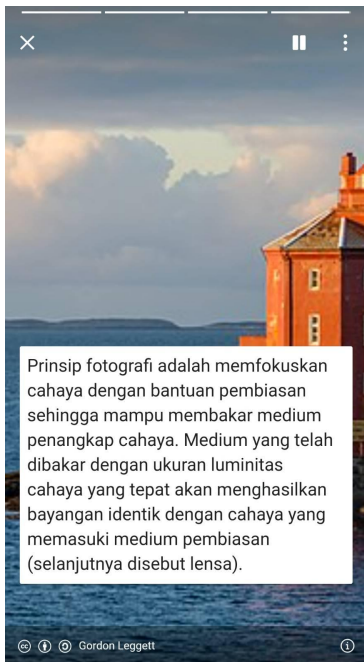 Prinsip fotografi adalah memfokuskan
cahaya dengan bantuan pembiasan
sehingga mampu membakar medium
penangkap cahaya. Medium yang telah
dibakar dengan ukuran luminitas
cahaya yang tepat akan menghasilkan
bayangan identik dengan cahaya yang
memasuki medium pembiasan
(selanjutnya disebut lensa).
Gordon Leggett